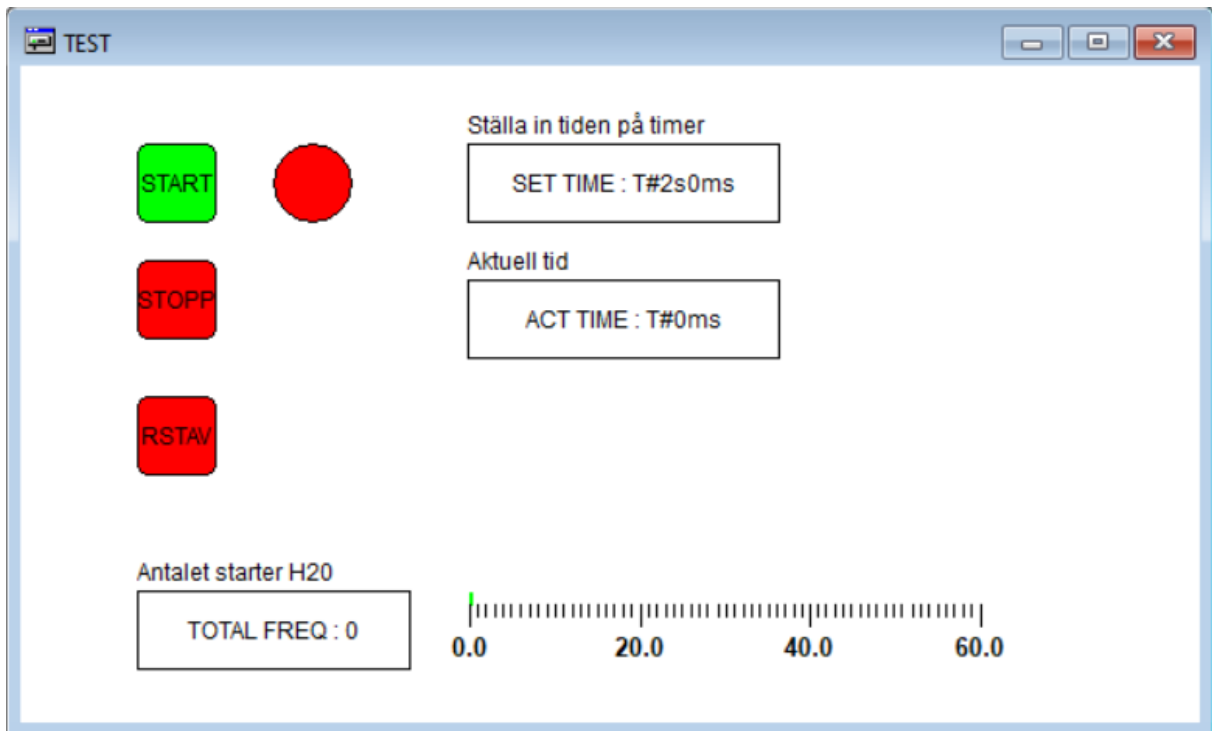 TEST
START
Ställa in tiden på timer
SET TIME : T#2s0ms
STOPP
Aktuell tid
ACT TIME : T#0ms
RSTAV
Antalet starter H20
TOTAL FREQ : 0
0.0 20.0 40.0 60.0